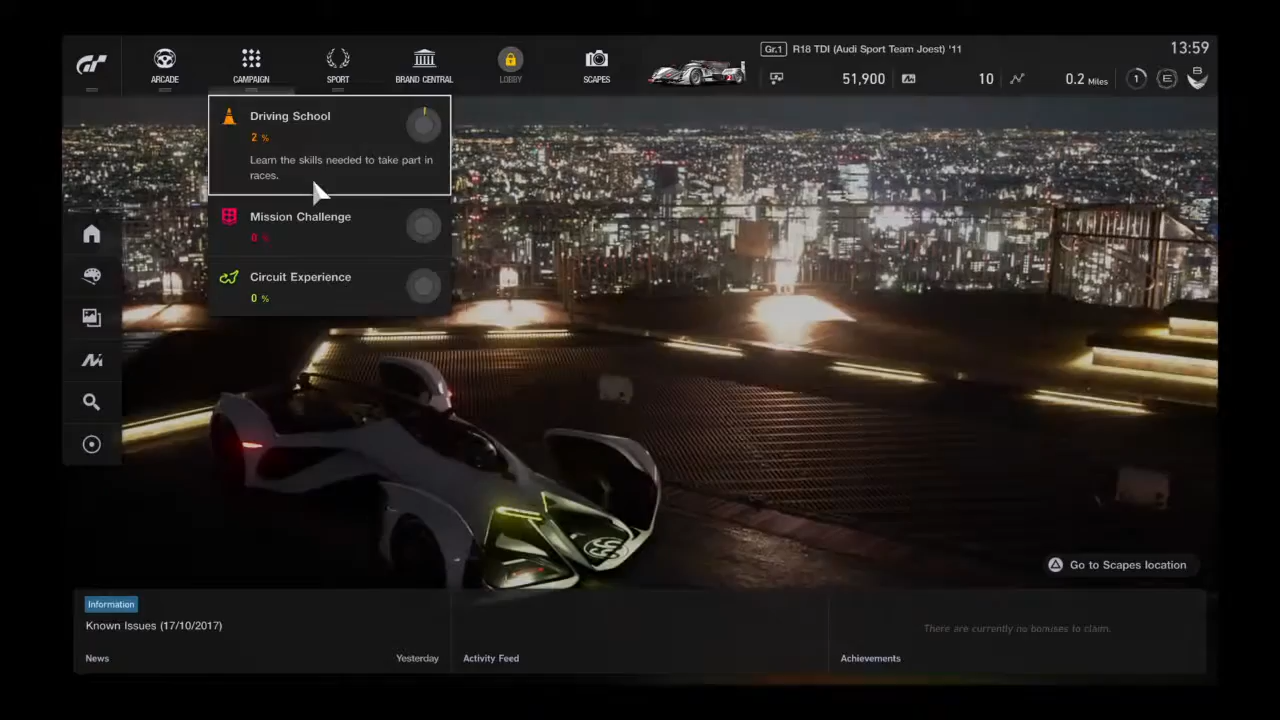 ARCADE
CAMPAIGN
SPORT
BRAND CENTRAL
LOBBY
SCAPES
Gr.1 R18 TDI (Audi Sport Team Joest) '11
51,900
10
0.2 Miles
1
E
B
13:59
Driving School
2 %
Learn the skills needed to take part in
races.
Mission Challenge
0 %
Circuit Experience
0 %
Go to Scapes location
Information
Known Issues (17/10/2017)
News
Yesterday
Activity Feed
There are currently no bonuses to claim.
Achievements